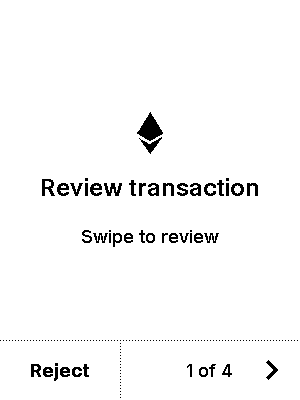 Review transaction
Swipe to review
Reject
1 of 4